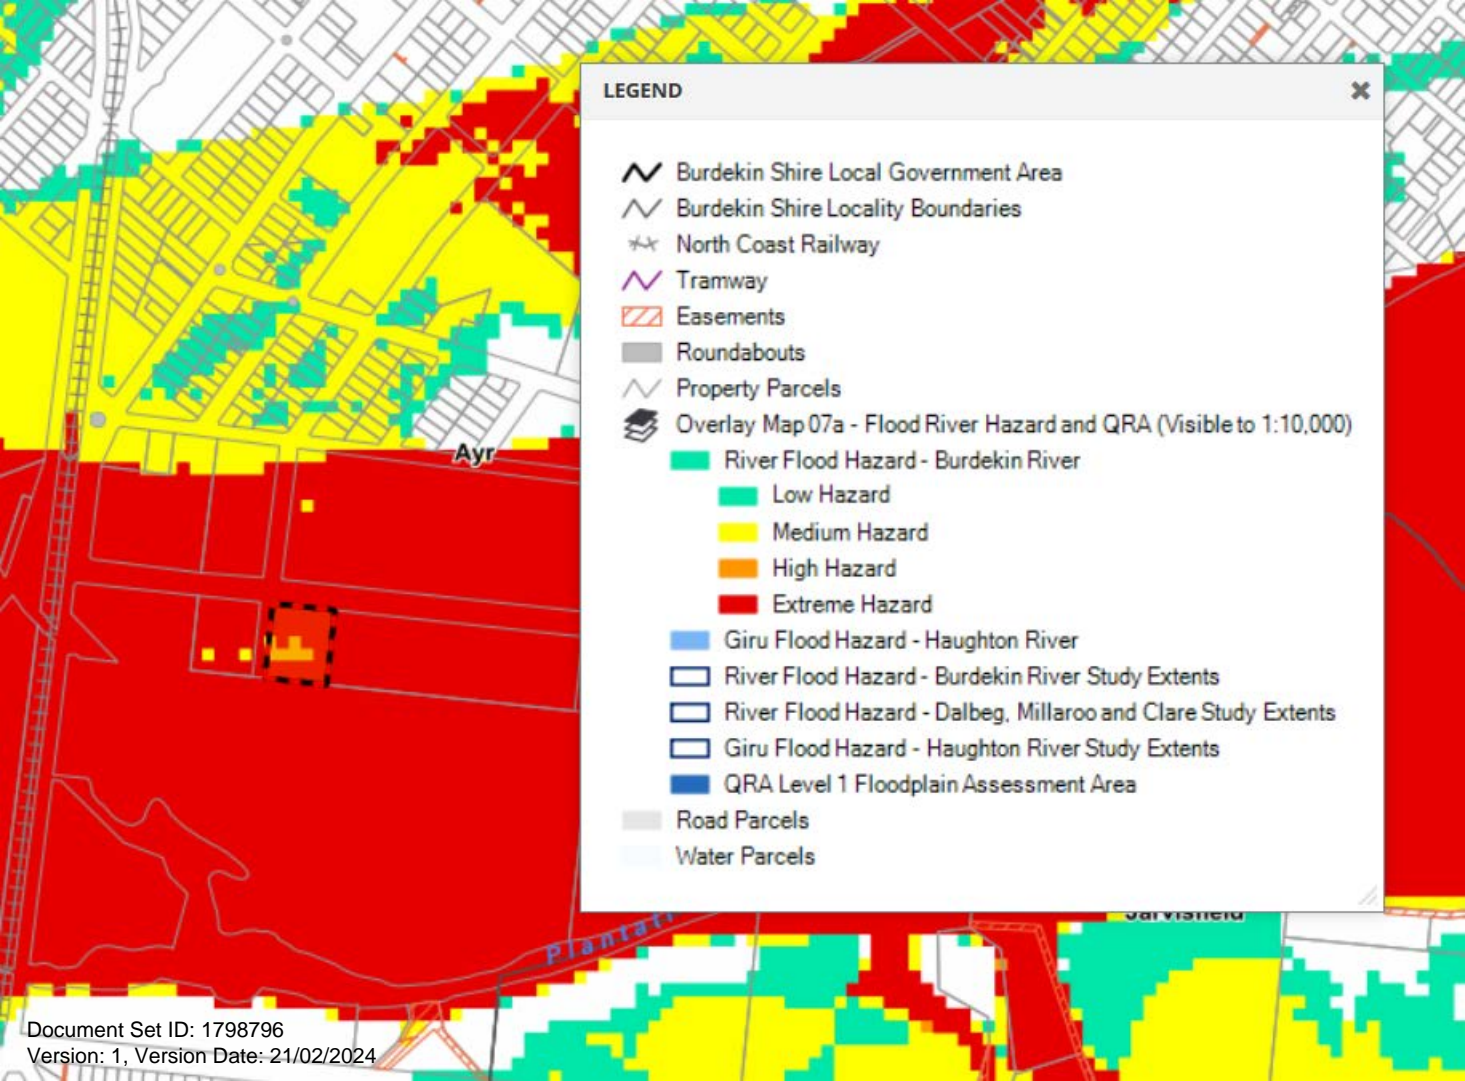 LEGEND
Burdekin Shire Local Government Area
Burdekin Shire Locality Boundaries
North Coast Railway
Tramway
Easements
Roundabouts
Property Parcels
Overlay Map 07a - Flood River Hazard and QRA (Visible to 1:10,000)
Ayr
River Flood Hazard - Burdekin River
Low Hazard
Medium Hazard
High Hazard
Extreme Hazard
Giru Flood Hazard - Haughton River
River Flood Hazard - Burdekin River Study Extents
River Flood Hazard - Dalbeg, Millaroo and Clare Study Extents
Giru Flood Hazard - Haughton River Study Extents
QRA Level 1 Floodplain Assessment Area
Road Parcels
Water Parcels
Jarvisfield
Plantati
Document Set ID: 1798796
Version: 1, Version Date: 21/02/2024